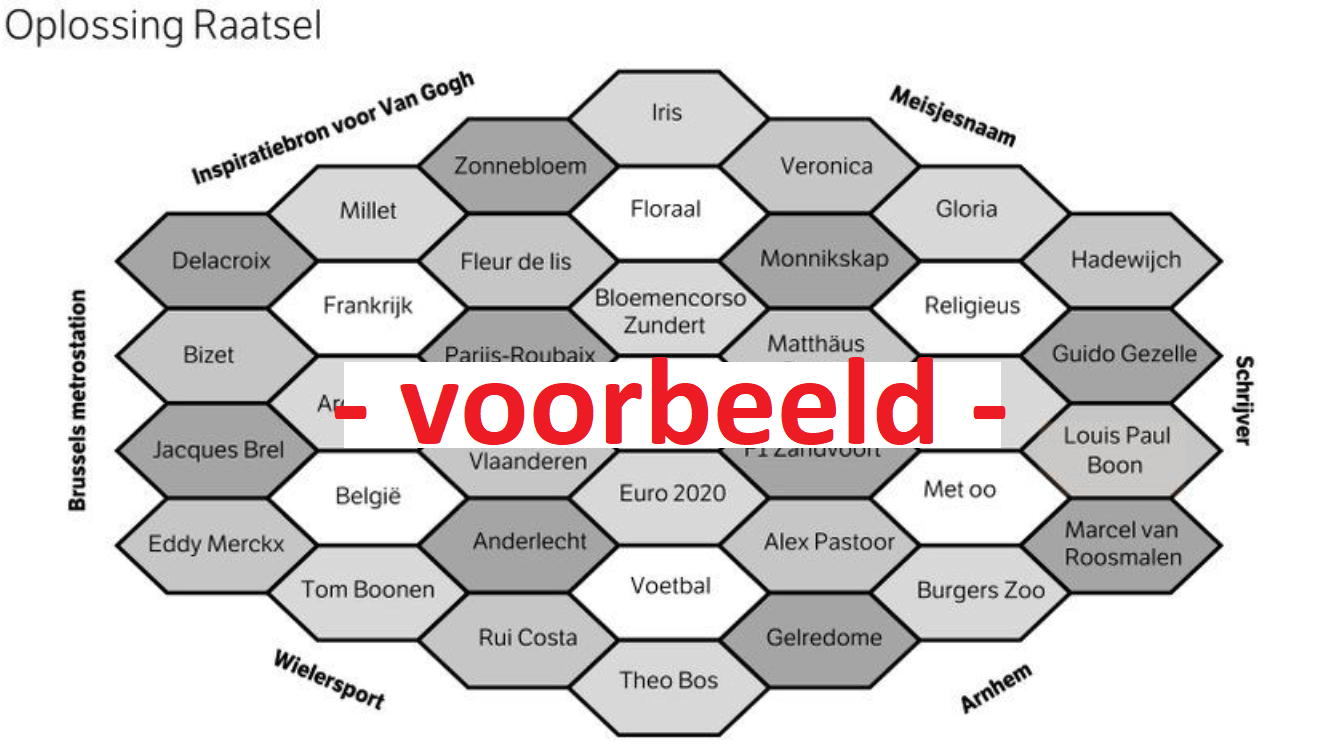 Oplossing Raatsel
Inspiratiebron voor Van Gogh
Meisjesnaam
Iris
Zonnebloem
Veronica
Millet
Floraal
Gloria
Delacroix
Fleur de lis
Monnikskap
Hadewijch
Frankrijk
Bloemencorso
Zundert
Religieus
Bizet
Parijs-Roubaix
Matthäus
Guido Gezelle
Brussels metrostation
Schrijver
- voorbeeld -
Jacques Brel
Vlaanderen
F1 Zandvoort
Louis Paul
Boon
België
Euro 2020
Met oo
Eddy Merckx
Anderlecht
Alex Pastoor
Marcel van
Roosmalen
Tom Boonen
Voetbal
Burgers Zoo
Rui Costa
Gelredome
Theo Bos
Wielersport
Arnhem